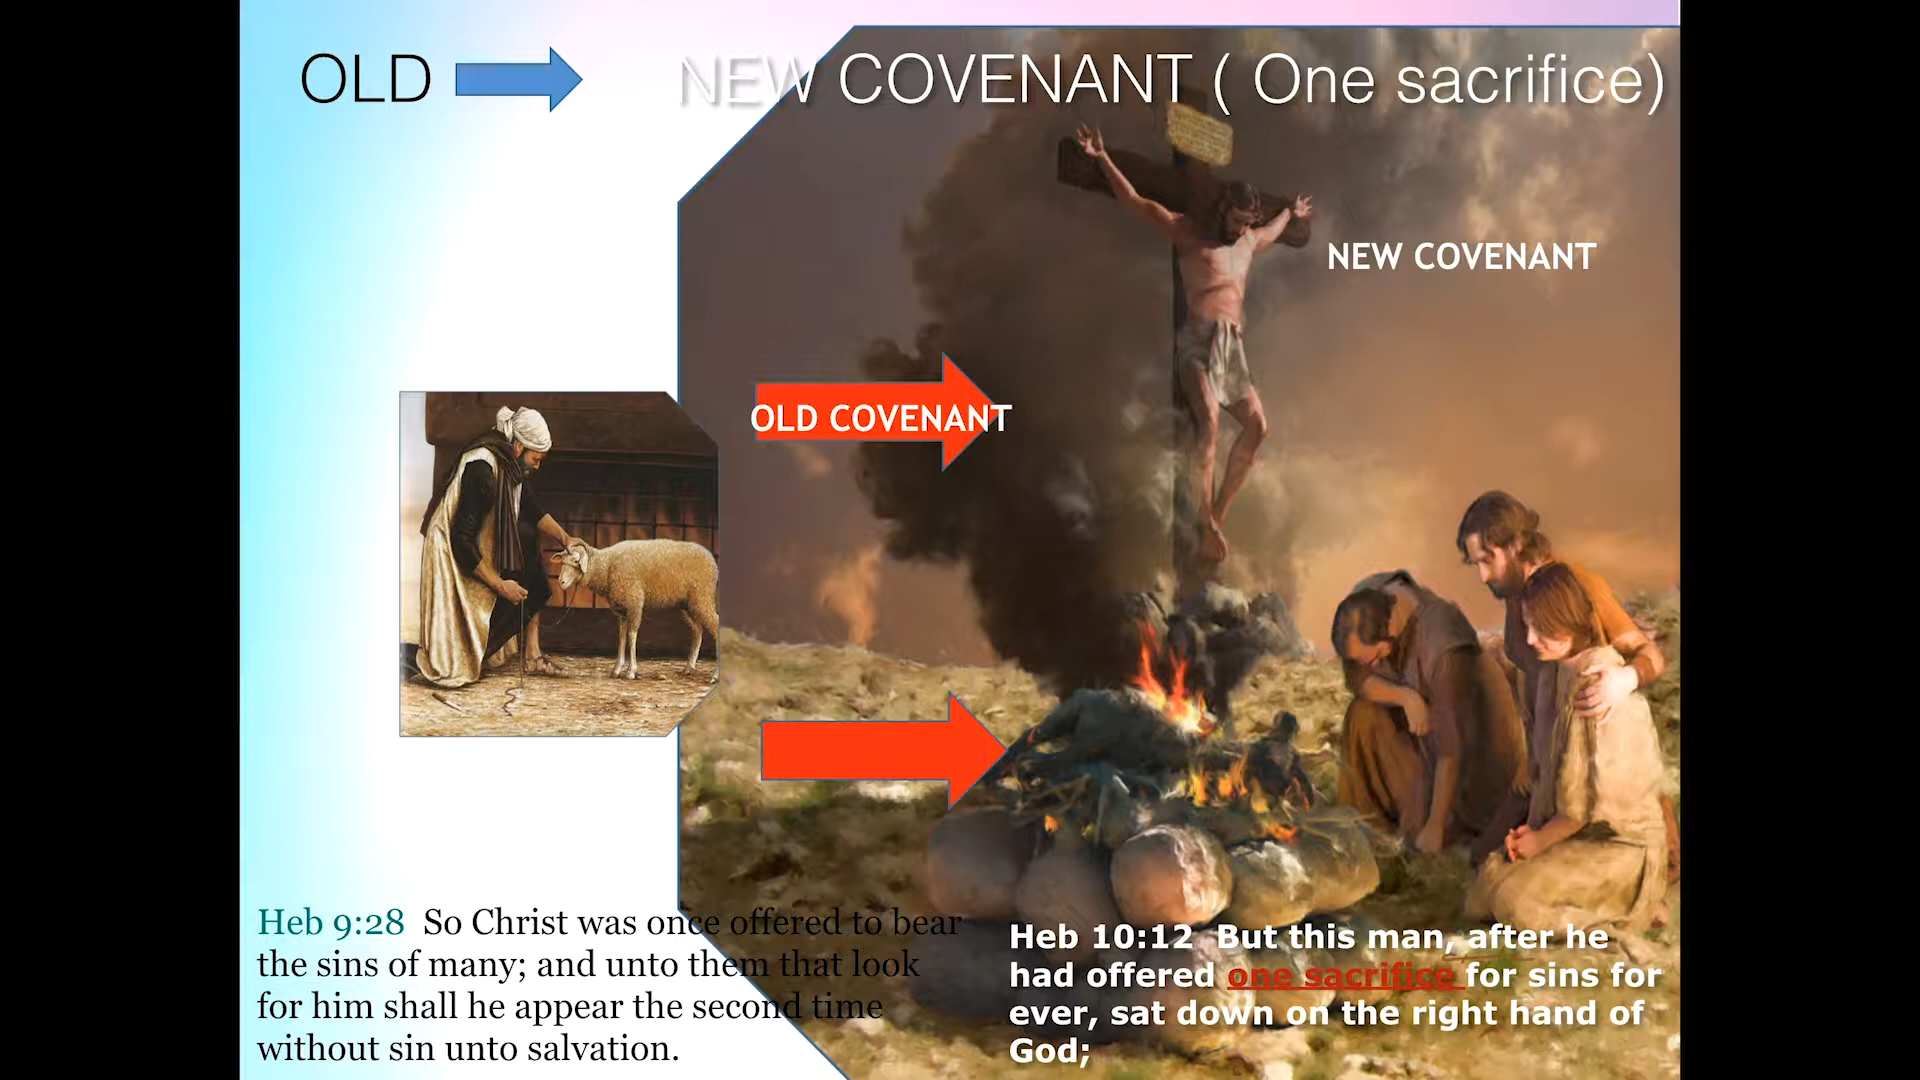 OLD NEW COVENANT ( One sacrifice)
NEW COVENANT
OLD COVENANT
Heb 9:28 So Christ was once offered to bear
the sins of many; and unto them that look
for him shall he appear the second time
without sin unto salvation.
Heb 10:12 But this man, after he
had offered one sacrifice for sins for
ever, sat down on the right hand of
God;